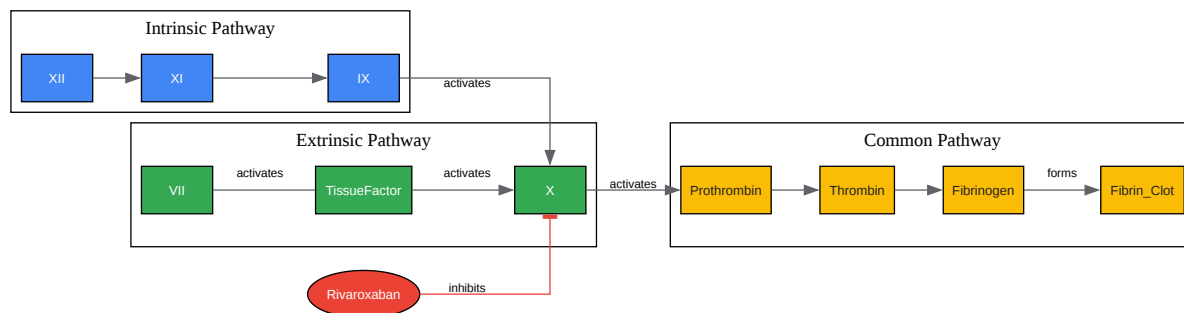 Intrinsic Pathway
XII
XI
IX
activates
Extrinsic Pathway
VII
activates
TissueFactor
activates
X
activates
Common Pathway
Prothrombin
Thrombin
Fibrinogen
forms
Fibrin_Clot
Rivaroxaban
inhibits